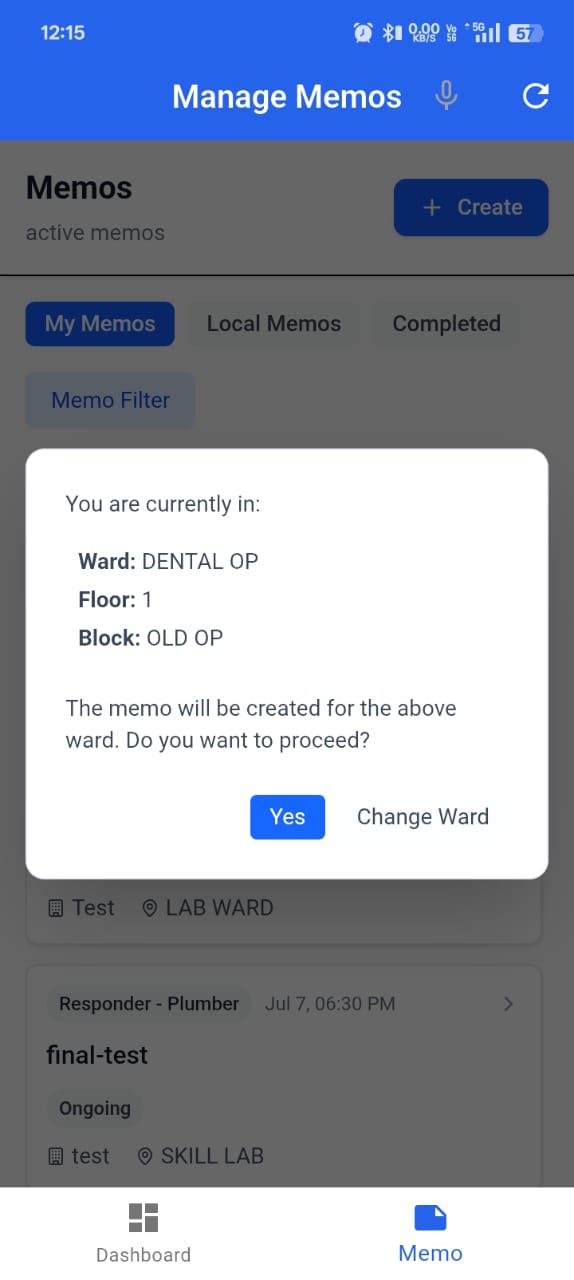 12:15
0.00 KB/S Vo 5G 5G 57
Manage Memos
Memos
active memos
+ Create
My Memos Local Memos Completed
Memo Filter
You are currently in:
Ward: DENTAL OP
Floor: 1
Block: OLD OP
The memo will be created for the above
ward. Do you want to proceed?
Yes Change Ward
Test LAB WARD
Responder - Plumber Jul 7, 06:30 PM
final-test
Ongoing
test SKILL LAB
Dashboard Memo